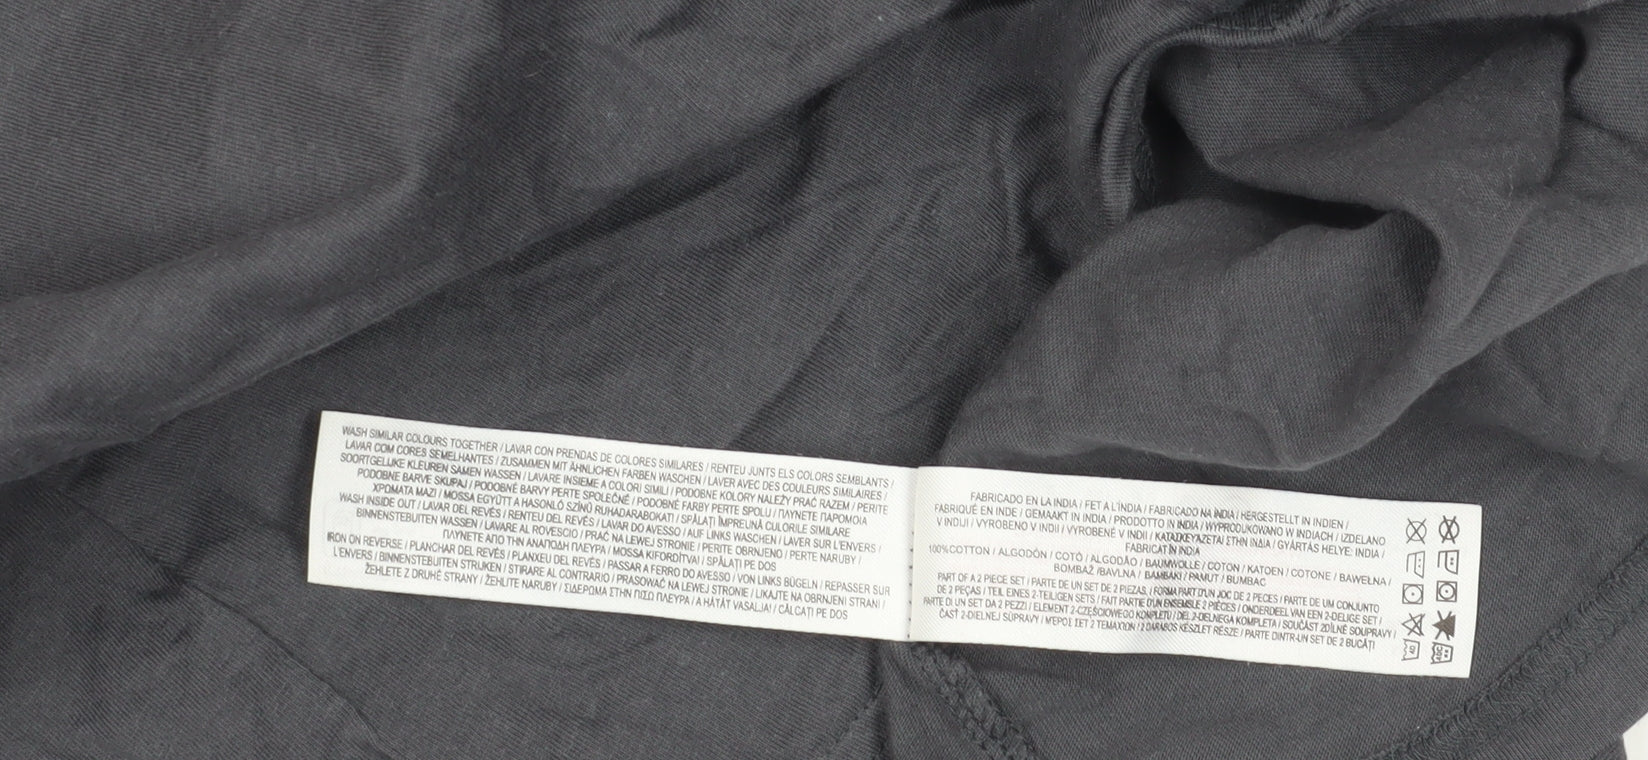 WASH SIMILAR COLOURS TOGETHER / LAVAR CON PRENDAS DE COLORES SIMILARES / RENTEU JUNTS ELS COLORS SEMBLANTS /
LAVAR COM CORES SEMELHANTES / ZUSAMMEN MIT ÄHNLICHEN FARBEN WASCHEN / LAVER AVEC DES COULEURS SIMILAIRES /
SOORTGELIJKE KLEUREN SAMEN WASSEN / LAVARE INSIEME A COLORI SIMILI / PODOBNE KOLORY NALEŻY PRAĆ RAZEM / PERITE
PODOBNE BARVE SKUPAJ / PODOBNÉ BARVY PERTE SPOLEČNĚ / PODOBNÉ FARBY PERTE SPOLU / ΠΛΥΝΕΤΕ ΠΑΡΟΜΟΙΑ
ΧΡΩΜΑΤΑ ΜΑΖΙ / MOSSA EGYÜTT A HASONLÓ SZÍNŰ RUHADARABOKAT! / SPĂLAȚI ÎMPREUNĂ CULORILE SIMILARE
WASH INSIDE OUT / LAVAR DEL REVÉS / RENTEU DEL REVÉS / LAVAR DO AVESSO / AUF LINKS WASCHEN / LAVER SUR L'ENVERS /
BINNENSTEBUITEN WASSEN / LAVARE AL ROVESCIO / PRAĆ NA LEWEJ STRONIE / PERITE OBRNJENO / PERTE NARUBY /
ΠΛΥΝΕΤΕ ΑΠΟ ΤΗΝ ΑΝΑΠΟΔΗ ΠΛΕΥΡΑ / MOSSA KIFORDÍTVA! / SPĂLAȚI PE DOS
IRON ON REVERSE / PLANCHAR DEL REVÉS / PLANXEU DEL REVÉS / PASSAR A FERRO DO AVESSO / VON LINKS BÜGELN / REPASSER SUR
L'ENVERS / BINNENSTEBUITEN STRIJKEN / STIRARE AL CONTRARIO / PRASOWAĆ NA LEWEJ STRONIE / LIKAJTE NA OBRNJENI STRANI /
ŽEHLETE Z DRUHÉ STRANY / ŽEHLITE NARUBY / ΣΙΔΕΡΩΜΑ ΣΤΗΝ ΠΙΣΩ ΠΛΕΥΡΑ / A HÁTÁT VASALJA! / CĂLCAȚI PE DOS
FABRICADO EN LA INDIA / FET A L'ÍNDIA / FABRICADO NA ÍNDIA / HERGESTELLT IN INDIEN /
FABRIQUÉ EN INDE / GEMAAKT IN INDIA / PRODOTTO IN INDIA / WYPRODUKOWANO W INDIACH / IZDELANO
V INDIJI / VYROBENO V INDII / VYROBENÉ V INDII / ΚΑΤΑΣΚΕΥΑΖΕΤΑΙ ΣΤΗΝ ΙΝΔΙΑ / GYÁRTÁS HELYE: INDIA /
FABRICAT ÎN INDIA
100%COTTON / ALGODÓN / COTÓ / ALGODÃO / BAUMWOLLE / COTON / KATOEN / COTONE / BAWEŁNA /
BOMBAŽ /BAVLNA / ΒΑΜΒΑΚΙ / PAMUT / BUMBAC
PART OF A 2 PIECE SET / PARTE DE UN SET DE 2 PIEZAS, / FORMA PART D'UN JOC DE 2 PECES / PARTE DE UM CONJUNTO
DE 2 PEÇAS / TEIL EINES 2-TEILIGEN SETS / FAIT PARTIE D'UN ENSEMBLE 2 PIÈCES / ONDERDEEL VAN EEN 2-DELIGE SET /
PARTE DI UN SET DA 2 PEZZI / ELEMENT 2-CZĘŚCIOWEGO KOMPLETU / DEL 2-DELNEGA KOMPLETA / SOUČÁST 2DÍLNÉ SOUPRAVY /
ČASŤ 2-DIELNEJ SÚPRAVY / ΜΈΡΟΣ ΣΕΤ 2 ΤΕΜΑΧΙΩΝ / 2 DARABOS KÉSZLET RÉSZE / PARTE DINTR-UN SET DE 2 BUCĂȚI
40